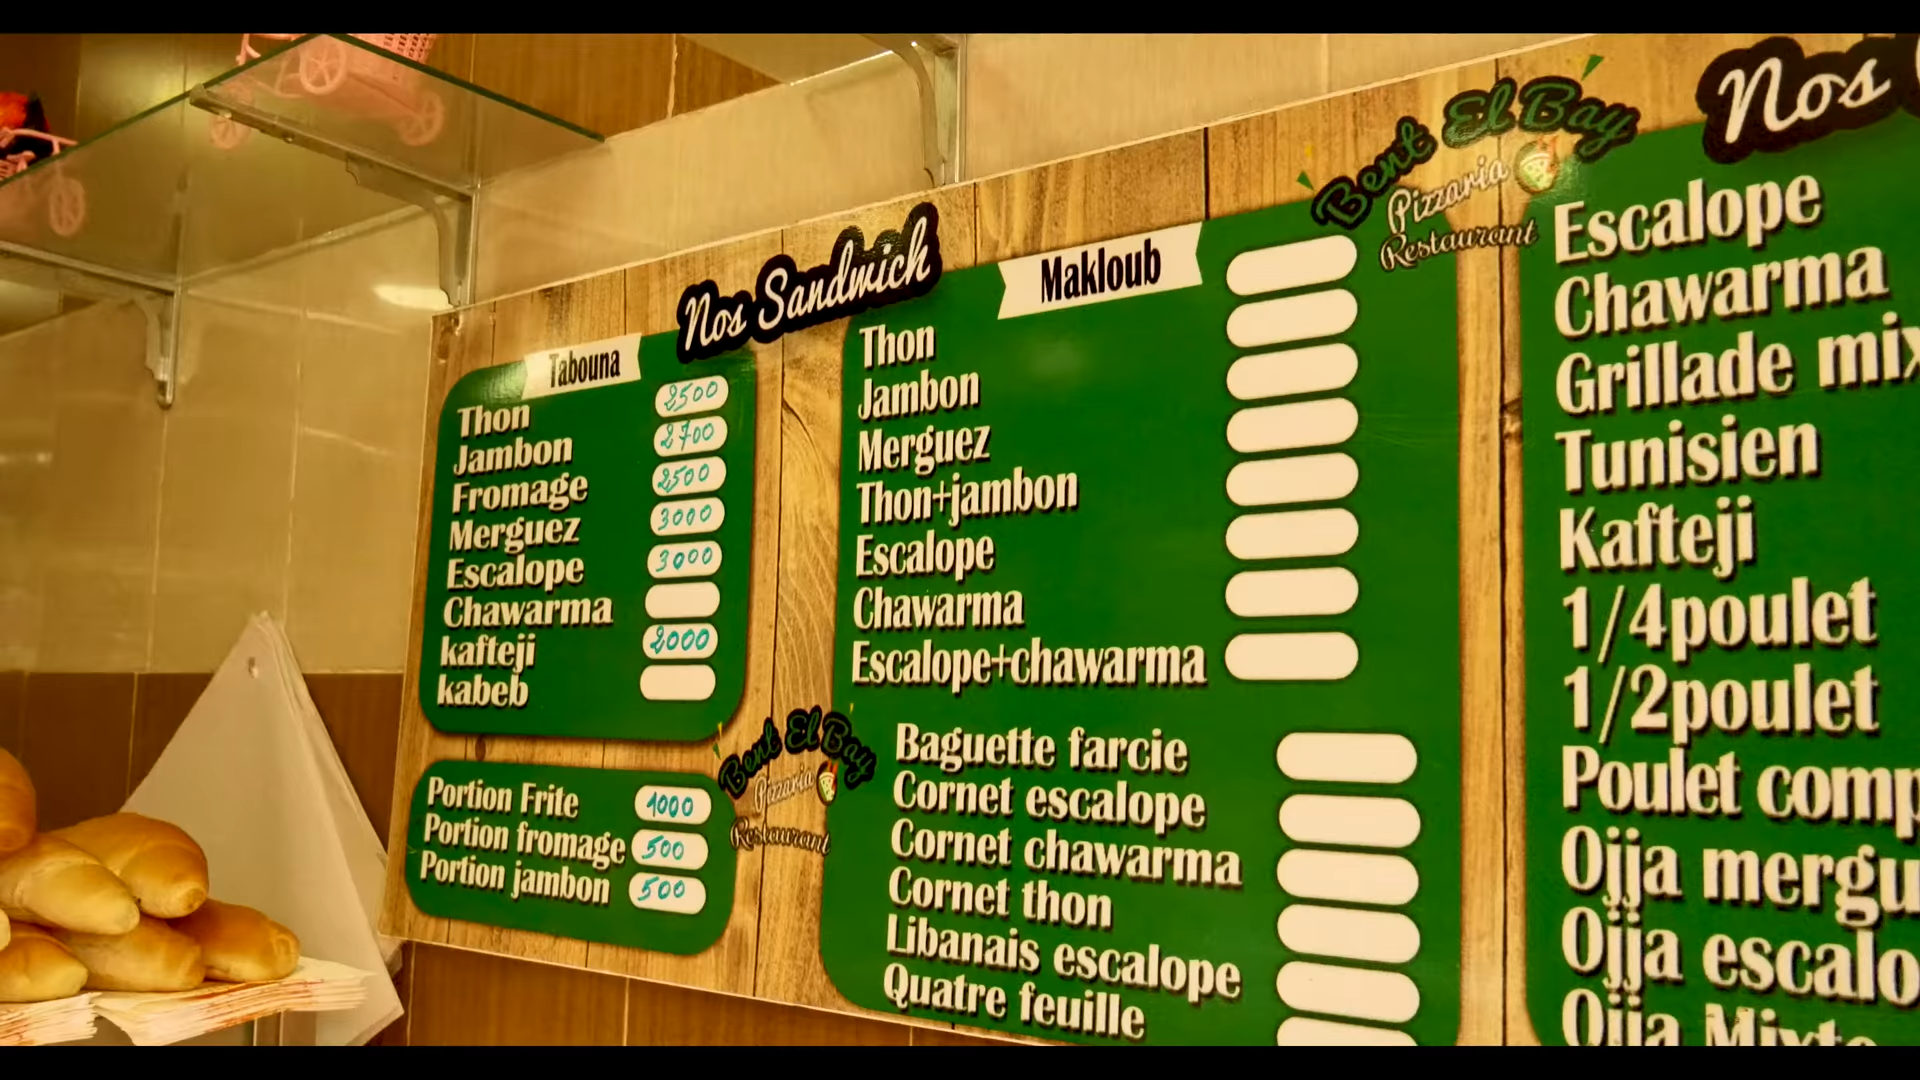 Nos Sandwich
Tabouna
Thon 2500
Jambon 2700
Fromage 2500
Merguez 3000
Escalope 3000
Chawarma
kafteji 2000
kabeb
Portion Frite 1000
Portion fromage 500
Portion jambon 500
Bent El Bay
Pizzaria
Restaurant
Makloub
Thon
Jambon
Merguez
Thon+jambon
Escalope
Chawarma
Escalope+chawarma
Baguette farcie
Cornet escalope
Cornet chawarma
Cornet thon
Libanais escalope
Quatre feuille
Bent El Bay
Pizzaria
Restaurant
Nos
Escalope
Chawarma
Grillade mix
Tunisien
Kafteji
1/4poulet
1/2poulet
Poulet comp
Ojja mergu
Ojja escalo
Ojja Mixte